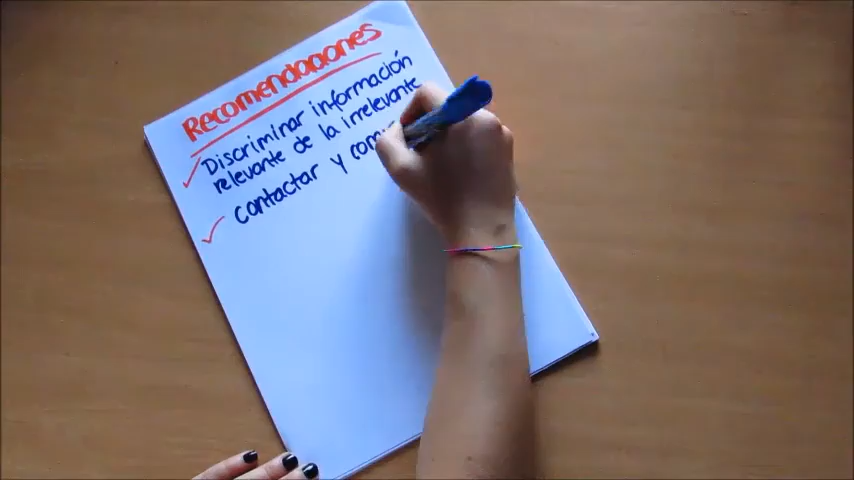 Recomendaciones
Discriminar información
relevante de la irrelevante
contactar y